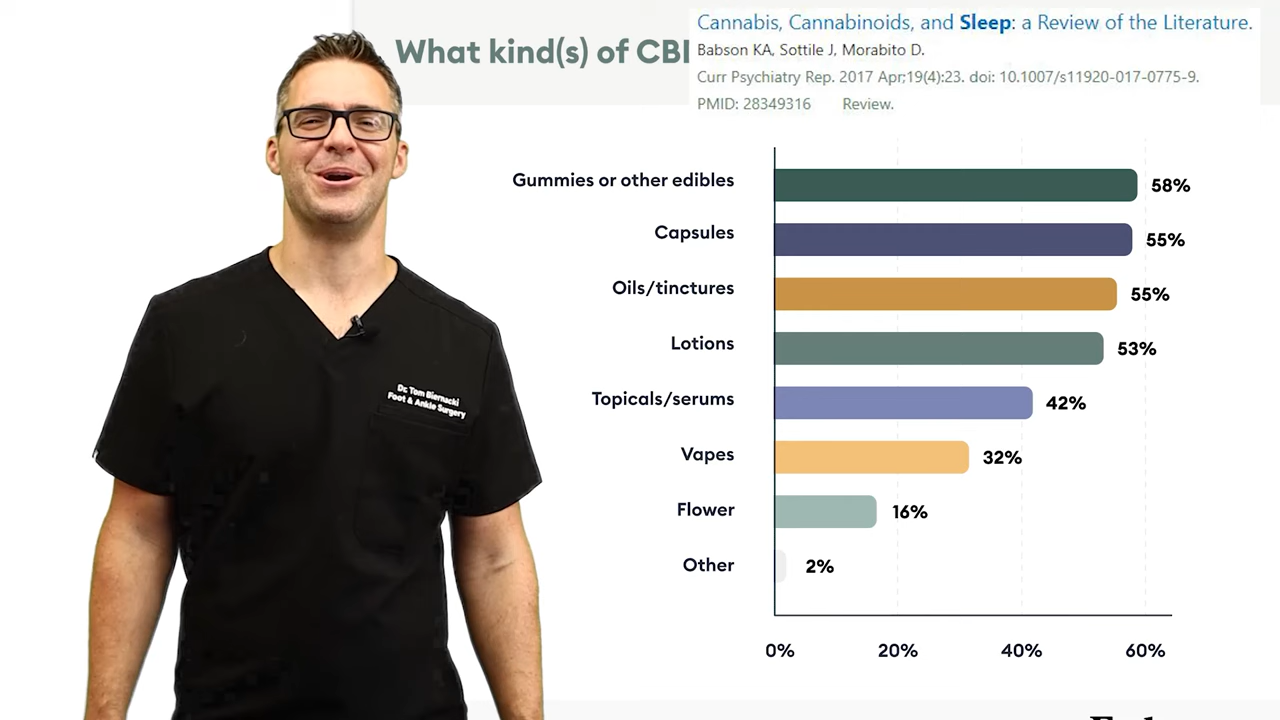 What kind(s) of CBI
Cannabis, Cannabinoids, and Sleep: a Review of the Literature.
Babson KA, Sottile J, Morabito D.
Curr Psychiatry Rep. 2017 Apr;19(4):23. doi: 10.1007/s11920-017-0775-9.
PMID: 28349316 Review.
Gummies or other edibles 58%
Capsules 55%
Oils/tinctures 55%
Lotions 53%
Topicals/serums 42%
Vapes 32%
Flower 16%
Other 2%
0% 20% 40% 60%
Dr. Tom Biernacki
Foot & Ankle Surgery